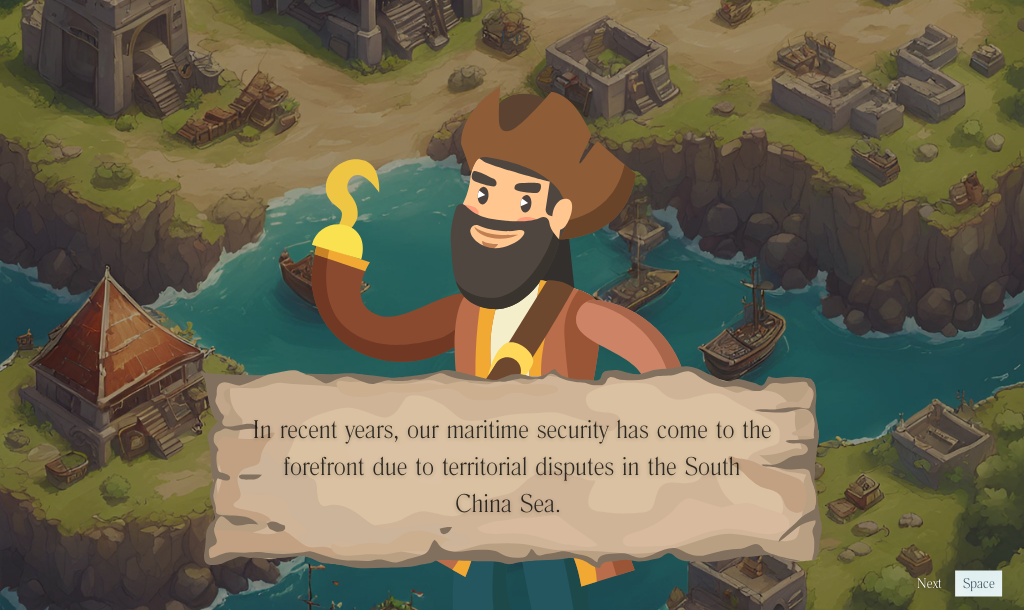 In recent years, our maritime security has come to the
forefront due to territorial disputes in the South
China Sea.
Next Space